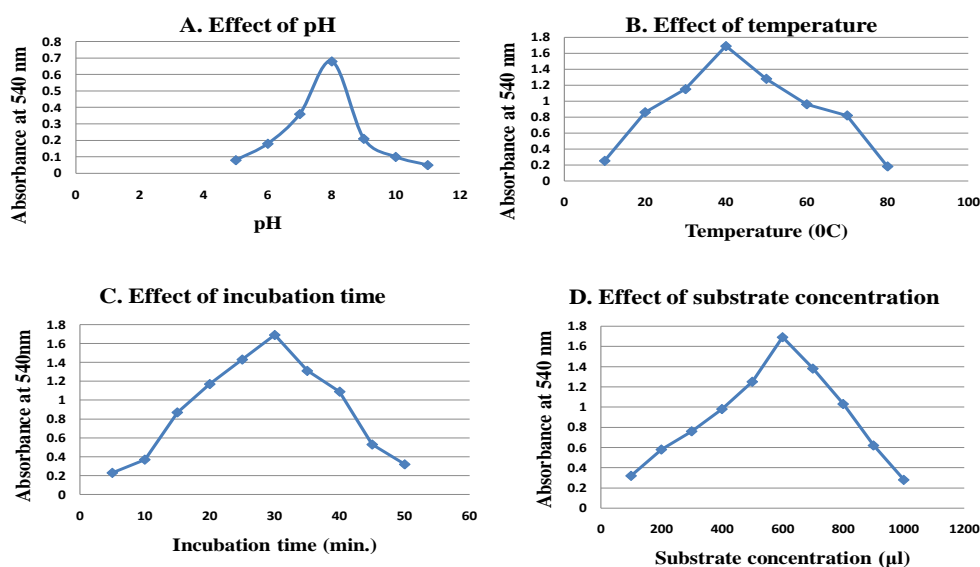 A. Effect of pH
Absorbance at 540 nm
0.8
0.7
0.6
0.5
0.4
0.3
0.2
0.1
0
0 2 4 6 8 10 12
pH
B. Effect of temperature
Absorbance at 540 nm
1.8
1.6
1.4
1.2
1
0.8
0.6
0.4
0.2
0
0 20 40 60 80 100
Temperature (0C)
C. Effect of incubation time
Absorbance at 540nm
1.8
1.6
1.4
1.2
1
0.8
0.6
0.4
0.2
0
0 10 20 30 40 50 60
Incubation time (min.)
D. Effect of substrate concentration
Absorbance at 540 nm
1.8
1.6
1.4
1.2
1
0.8
0.6
0.4
0.2
0
0 200 400 600 800 1000 1200
Substrate concentration (µl)